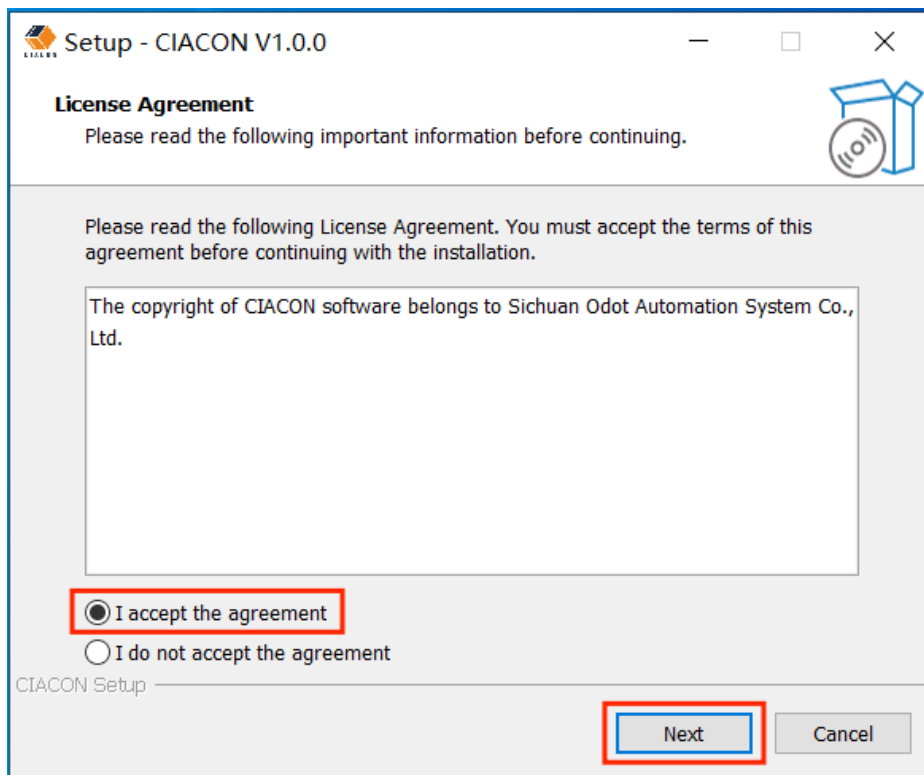 Setup - CIACON V1.0.0
CIACON
License Agreement
Please read the following important information before continuing.
Please read the following License Agreement. You must accept the terms of this
agreement before continuing with the installation.
The copyright of CIACON software belongs to Sichuan Odot Automation System Co.,
Ltd.
I accept the agreement
I do not accept the agreement
CIACON Setup
Next
Cancel